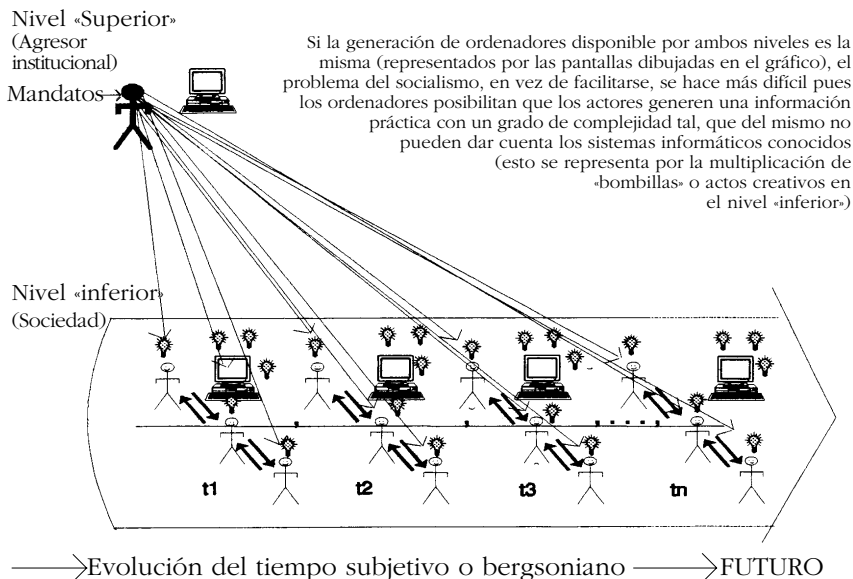 Nivel «Superior»
(Agresor
institucional)
Mandatos
Si la generación de ordenadores disponible por ambos niveles es la
misma (representados por las pantallas dibujadas en el gráfico), el
problema del socialismo, en vez de facilitarse, se hace más difícil pues
los ordenadores posibilitan que los actores generen una información
práctica con un grado de complejidad tal, que del mismo no
pueden dar cuenta los sistemas informáticos conocidos
(esto se representa por la multiplicación de
«bombillas» o actos creativos en
el nivel «inferior»)
Nivel «inferior»
(Sociedad)
t1 t2 t3 tn
Evolución del tiempo subjetivo o bergsoniano FUTURO